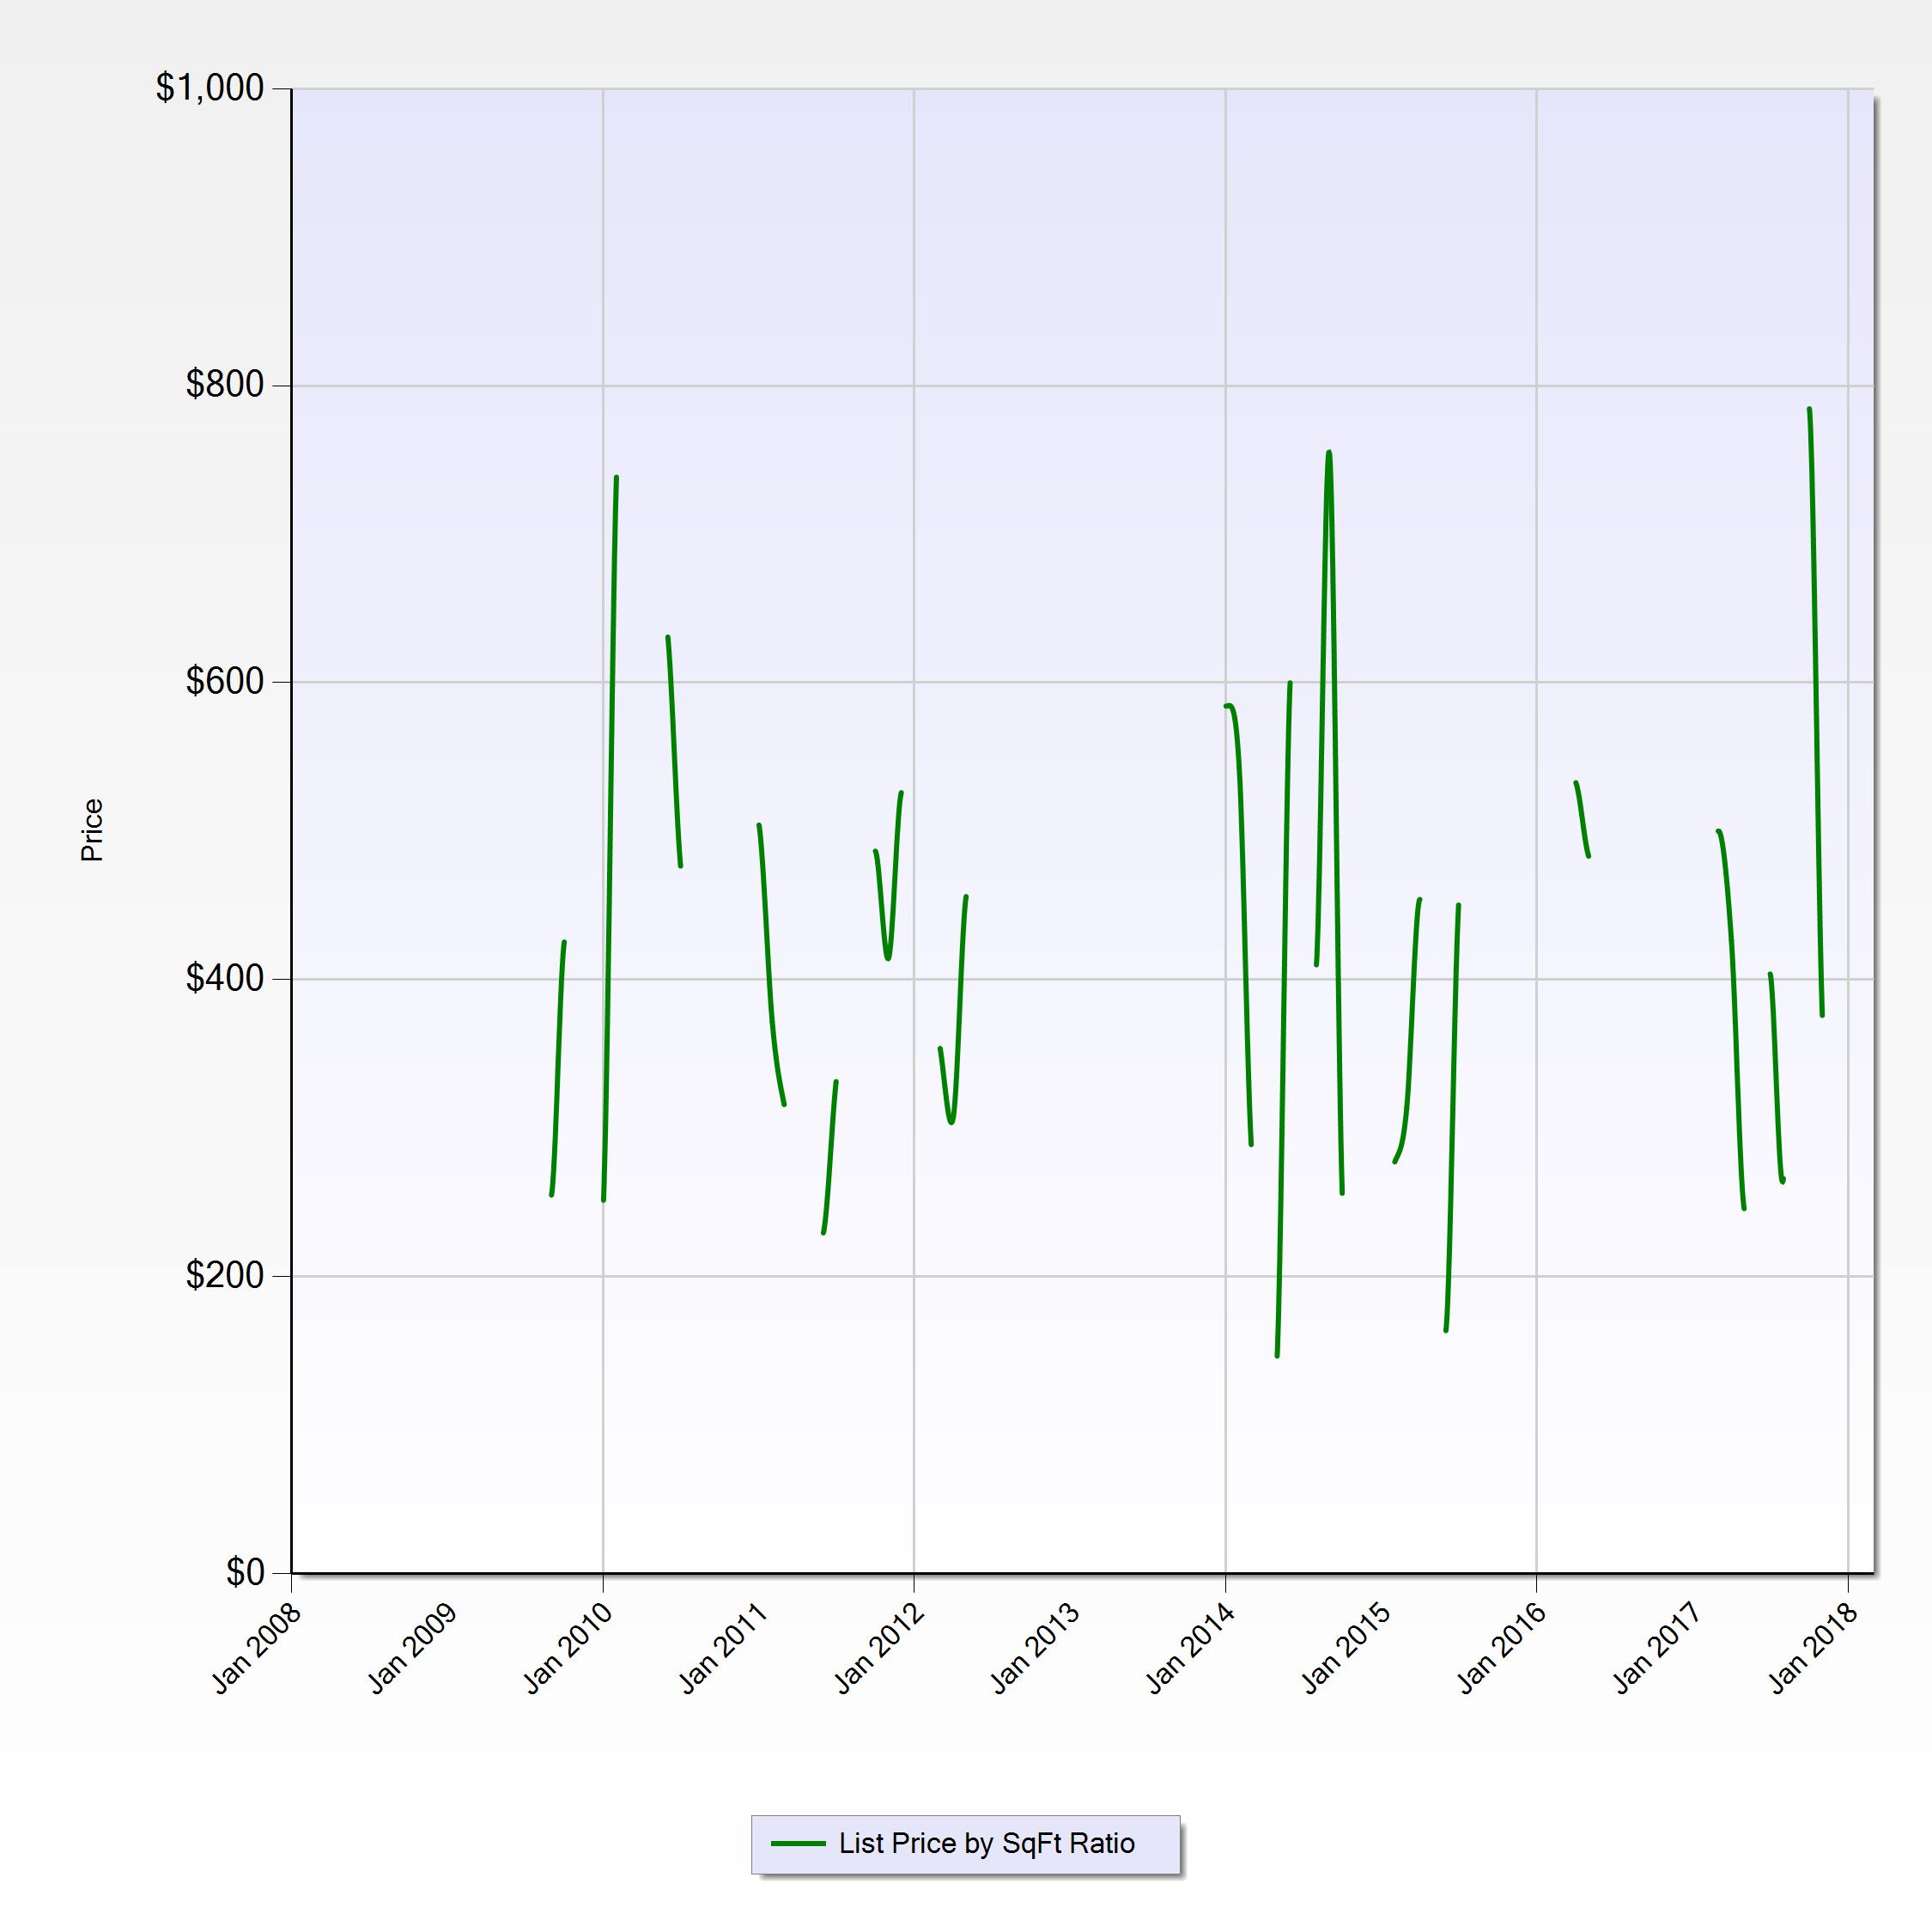 $1,000
$800
$600
$400
$200
$0
Price
Jan 2008
Jan 2009
Jan 2010
Jan 2011
Jan 2012
Jan 2013
Jan 2014
Jan 2015
Jan 2016
Jan 2017
Jan 2018
List Price by SqFt Ratio